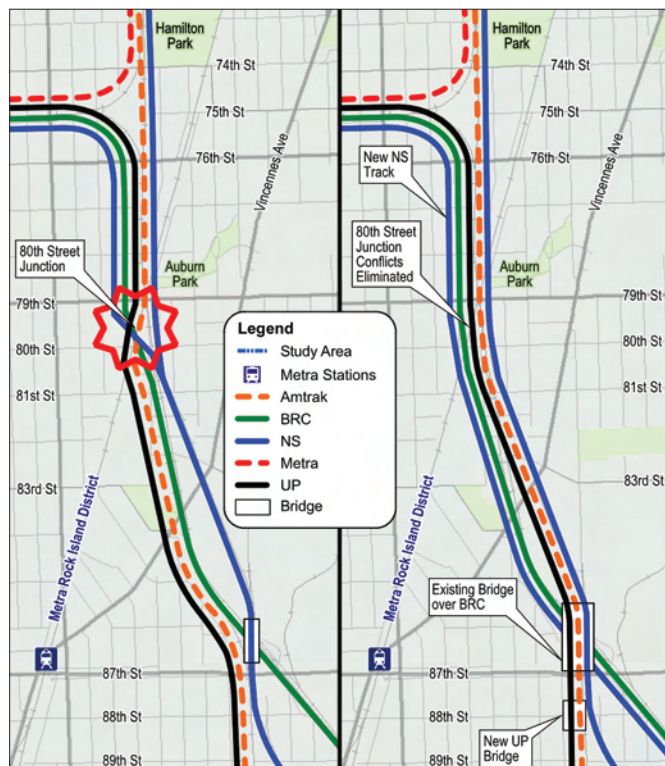 Hamilton
Park
74th St
75th St
76th St
Vincennes Ave
80th Street
Junction
Auburn
Park
79th St
80th St
81st St
83rd St
Metra Rock Island District
87th St
88th St
89th St
Legend
Study Area
Metra Stations
Amtrak
BRC
NS
Metra
UP
Bridge
Hamilton
Park
74th St
75th St
76th St
Vincennes Ave
New NS
Track
80th Street
Junction
Conflicts
Eliminated
Auburn
Park
79th St
80th St
81st St
83rd St
Metra Rock Island District
Existing Bridge
over BRC
87th St
88th St
New UP
Bridge
89th St